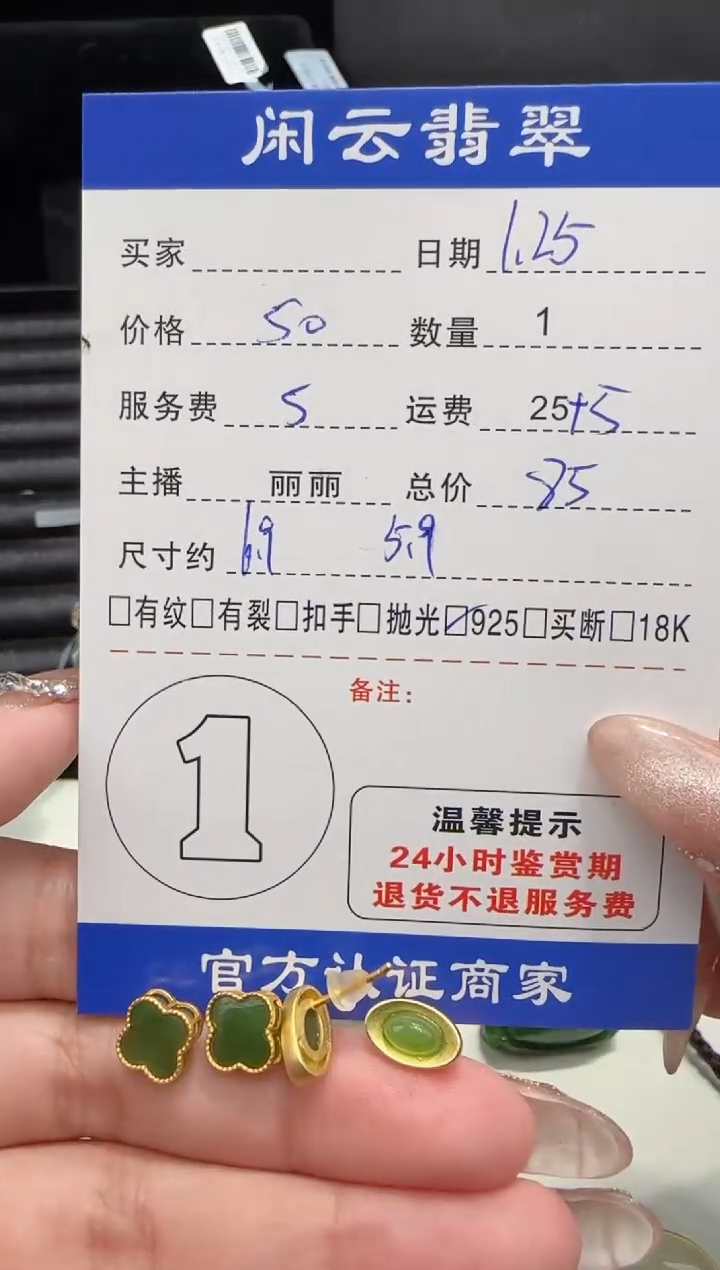 闲云翡翠
买家 日期 1.25
价格 50 数量 1
服务费 5 运费 25+5
主播 丽丽 总价 85
尺寸约 6.9 5.9
□有纹□有裂□扣手□抛光☑925□买断□18K
备注：
1
温馨提示
24小时鉴赏期
退货不退服务费
官方认证商家